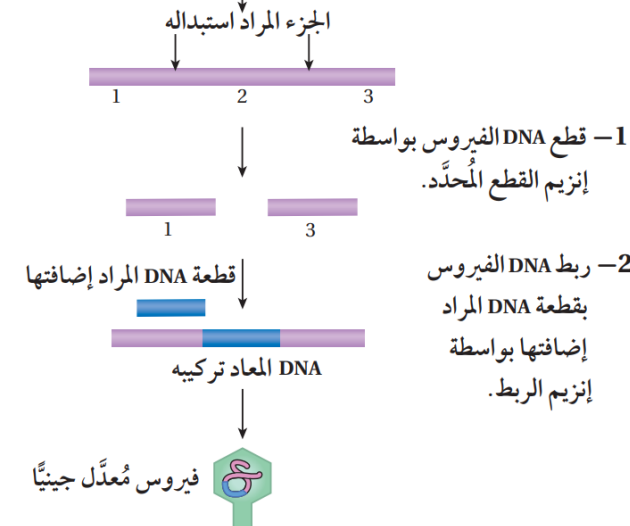 الجزء المراد استبداله
1 2 3
1– قطع DNA الفيروس بواسطة
إنزيم القطع المُحدَّد.
1 3
2– ربط DNA الفيروس
بقطعة DNA المراد
إضافتها بواسطة
إنزيم الربط.
قطعة DNA المراد إضافتها
DNA المعاد تركيبه
فيروس مُعدَّل جينيًّا